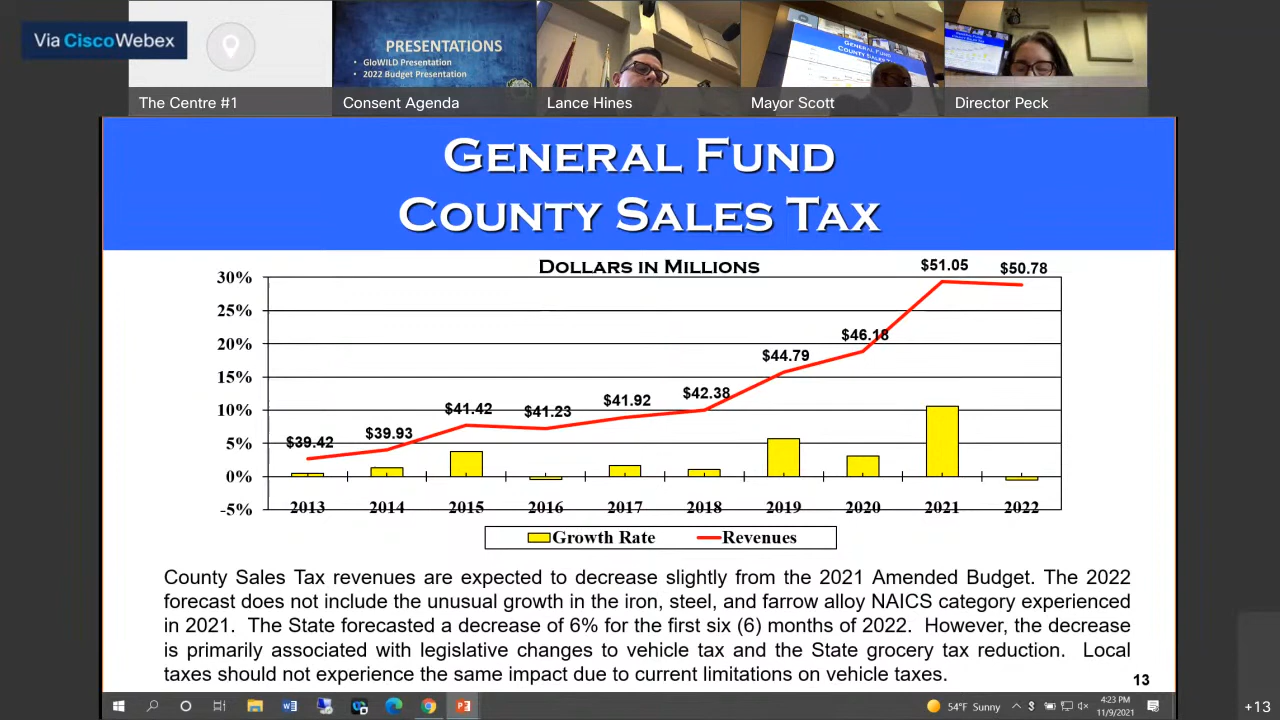 Via CiscoWebex
PRESENTATIONS
• GloWILD Presentation
• 2022 Budget Presentation
The Centre #1
Consent Agenda
Lance Hines
Mayor Scott
Director Peck
GENERAL FUND
COUNTY SALES TAX
GENERAL FUND
COUNTY SALES TAX
DOLLARS IN MILLIONS
30%
25%
20%
15%
10%
5%
0%
-5%
$39.42
$39.93
$41.42
$41.23
$41.92
$42.38
$44.79
$46.18
$51.05
$50.78
2013 2014 2015 2016 2017 2018 2019 2020 2021 2022
Growth Rate Revenues
County Sales Tax revenues are expected to decrease slightly from the 2021 Amended Budget. The 2022
forecast does not include the unusual growth in the iron, steel, and farrow alloy NAICS category experienced
in 2021. The State forecasted a decrease of 6% for the first six (6) months of 2022. However, the decrease
is primarily associated with legislative changes to vehicle tax and the State grocery tax reduction. Local
taxes should not experience the same impact due to current limitations on vehicle taxes.
13
54°F Sunny
4:23 PM
11/9/2021
+13